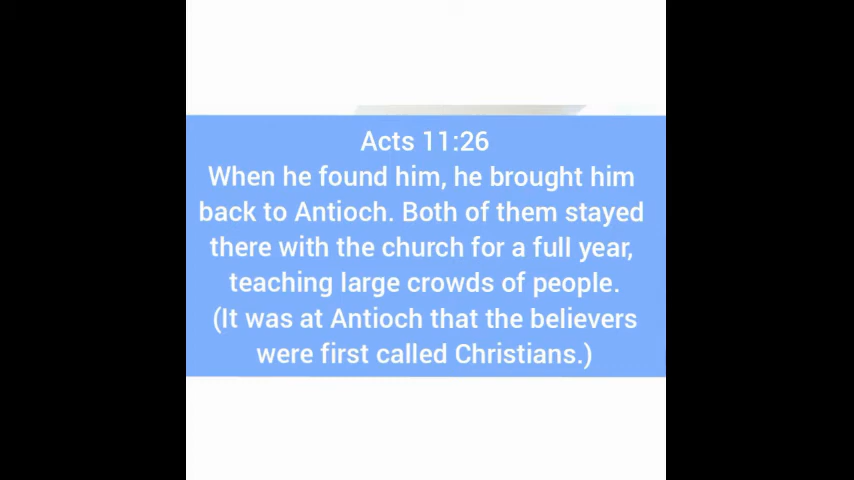 Acts 11:26
When he found him, he brought him
back to Antioch. Both of them stayed
there with the church for a full year,
teaching large crowds of people.
(It was at Antioch that the believers
were first called Christians.)